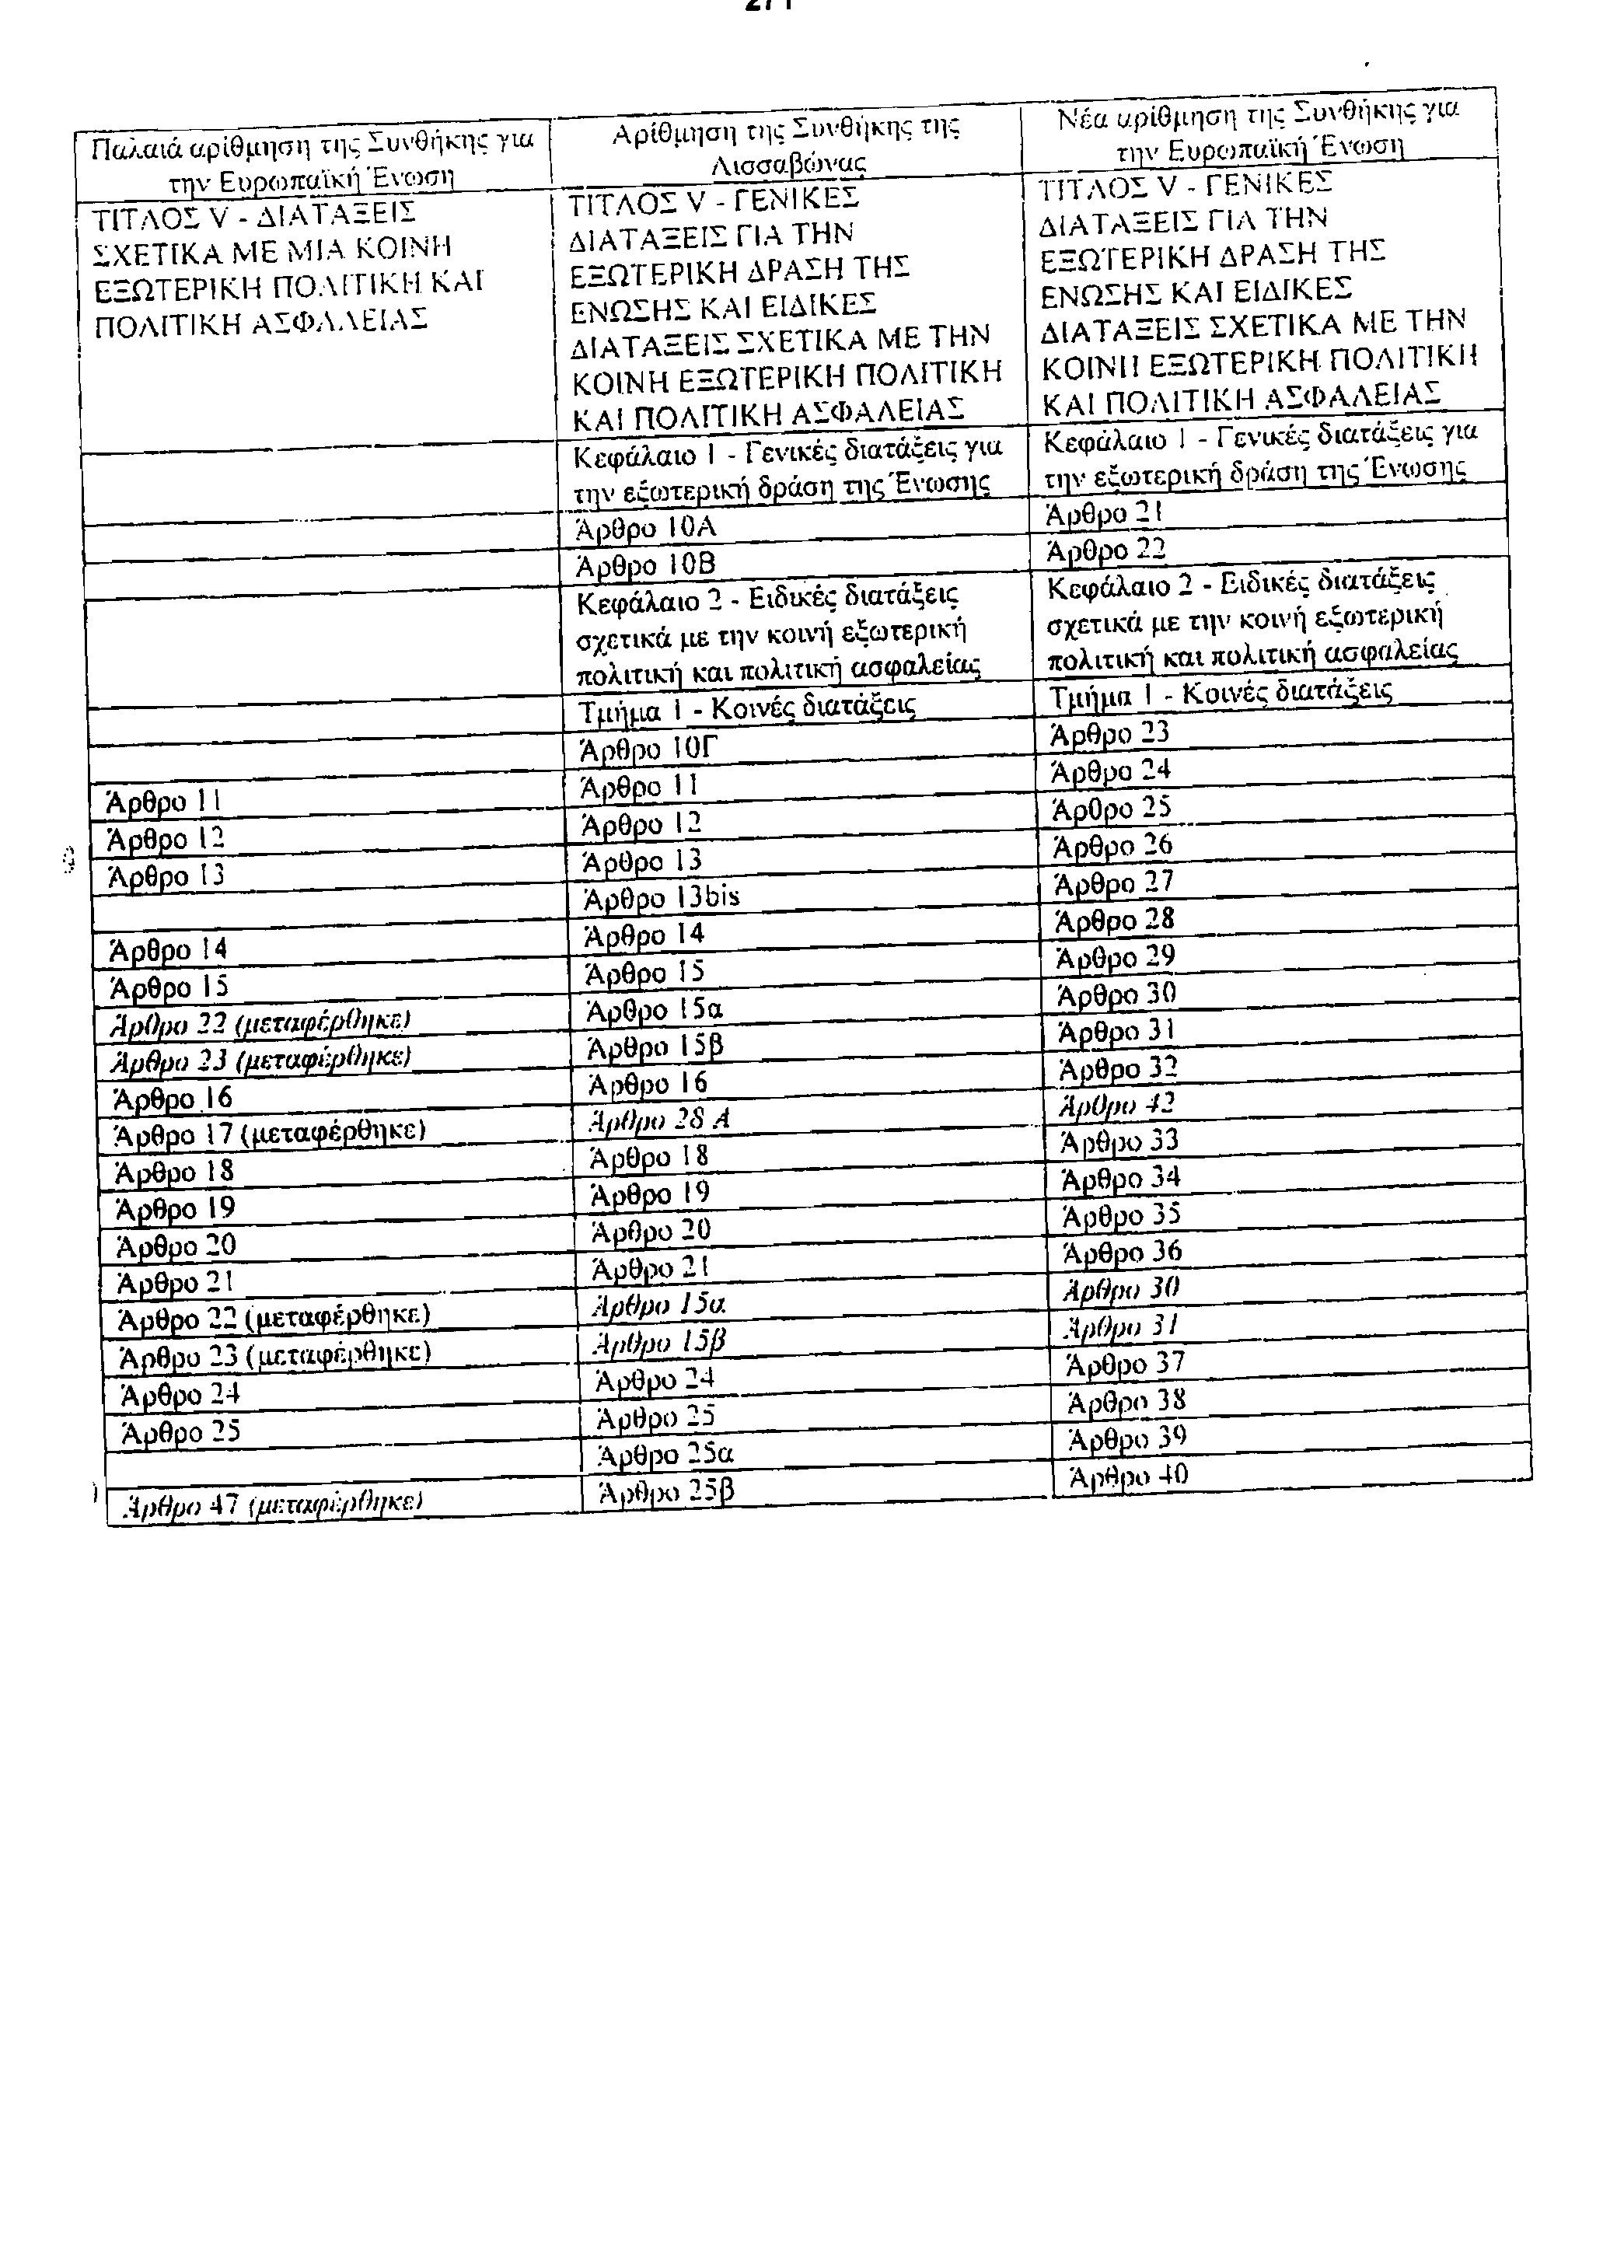 Παλαιά αρίθμηση της Συνθήκης για
την Ευρωπαϊκή Ένωση
Αρίθμηση της Συνθήκης της
Λισσαβώνας
Νέα αρίθμηση της Συνθήκης για
την Ευρωπαϊκή Ένωση
ΤΙΤΛΟΣ V - ΔΙΑΤΑΞΕΙΣ
ΣΧΕΤΙΚΑ ΜΕ ΜΙΑ ΚΟΙΝΗ
ΕΞΩΤΕΡΙΚΗ ΠΟΛΙΤΙΚΗ ΚΑΙ
ΠΟΛΙΤΙΚΗ ΑΣΦΑΛΕΙΑΣ
ΤΙΤΛΟΣ V - ΓΕΝΙΚΕΣ
ΔΙΑΤΑΞΕΙΣ ΓΙΑ ΤΗΝ
ΕΞΩΤΕΡΙΚΗ ΔΡΑΣΗ ΤΗΣ
ΕΝΩΣΗΣ ΚΑΙ ΕΙΔΙΚΕΣ
ΔΙΑΤΑΞΕΙΣ ΣΧΕΤΙΚΑ ΜΕ ΤΗΝ
ΚΟΙΝΗ ΕΞΩΤΕΡΙΚΗ ΠΟΛΙΤΙΚΗ
ΚΑΙ ΠΟΛΙΤΙΚΗ ΑΣΦΑΛΕΙΑΣ
ΤΙΤΛΟΣ V - ΓΕΝΙΚΕΣ
ΔΙΑΤΑΞΕΙΣ ΓΙΑ ΤΗΝ
ΕΞΩΤΕΡΙΚΗ ΔΡΑΣΗ ΤΗΣ
ΕΝΩΣΗΣ ΚΑΙ ΕΙΔΙΚΕΣ
ΔΙΑΤΑΞΕΙΣ ΣΧΕΤΙΚΑ ΜΕ ΤΗΝ
ΚΟΙΝΗ ΕΞΩΤΕΡΙΚΗ ΠΟΛΙΤΙΚΗ
ΚΑΙ ΠΟΛΙΤΙΚΗ ΑΣΦΑΛΕΙΑΣ
Κεφάλαιο 1 - Γενικές διατάξεις για
την εξωτερική δράση της Ένωσης
Κεφάλαιο 1 - Γενικές διατάξεις για
την εξωτερική δράση της Ένωσης
Άρθρο 10Α
Άρθρο 21
Άρθρο 10Β
Άρθρο 22
Κεφάλαιο 2 - Ειδικές διατάξεις
σχετικά με την κοινή εξωτερική
πολιτική και πολιτική ασφαλείας
Κεφάλαιο 2 - Ειδικές διατάξεις
σχετικά με την κοινή εξωτερική
πολιτική και πολιτική ασφαλείας
Τμήμα 1 - Κοινές διατάξεις
Τμήμα 1 - Κοινές διατάξεις
Άρθρο 10Γ
Άρθρο 23
Άρθρο 11
Άρθρο 11
Άρθρο 24
Άρθρο 12
Άρθρο 12
Άρθρο 25
Άρθρο 13
Άρθρο 13
Άρθρο 26
Άρθρο 13bis
Άρθρο 27
Άρθρο 14
Άρθρο 14
Άρθρο 28
Άρθρο 15
Άρθρο 15
Άρθρο 29
Άρθρο 22 (μεταφέρθηκε)
Άρθρο 15α
Άρθρο 30
Άρθρο 23 (μεταφέρθηκε)
Άρθρο 15β
Άρθρο 31
Άρθρο 16
Άρθρο 16
Άρθρο 32
Άρθρο 17 (μεταφέρθηκε)
Άρθρο 28 Α
Άρθρο 42
Άρθρο 18
Άρθρο 18
Άρθρο 33
Άρθρο 19
Άρθρο 19
Άρθρο 34
Άρθρο 20
Άρθρο 20
Άρθρο 35
Άρθρο 21
Άρθρο 21
Άρθρο 36
Άρθρο 22 (μεταφέρθηκε)
Άρθρο 15α
Άρθρο 30
Άρθρο 23 (μεταφέρθηκε)
Άρθρο 15β
Άρθρο 31
Άρθρο 24
Άρθρο 24
Άρθρο 37
Άρθρο 25
Άρθρο 25
Άρθρο 38
Άρθρο 25α
Άρθρο 39
Άρθρο 47 (μεταφέρθηκε)
Άρθρο 25β
Άρθρο 40